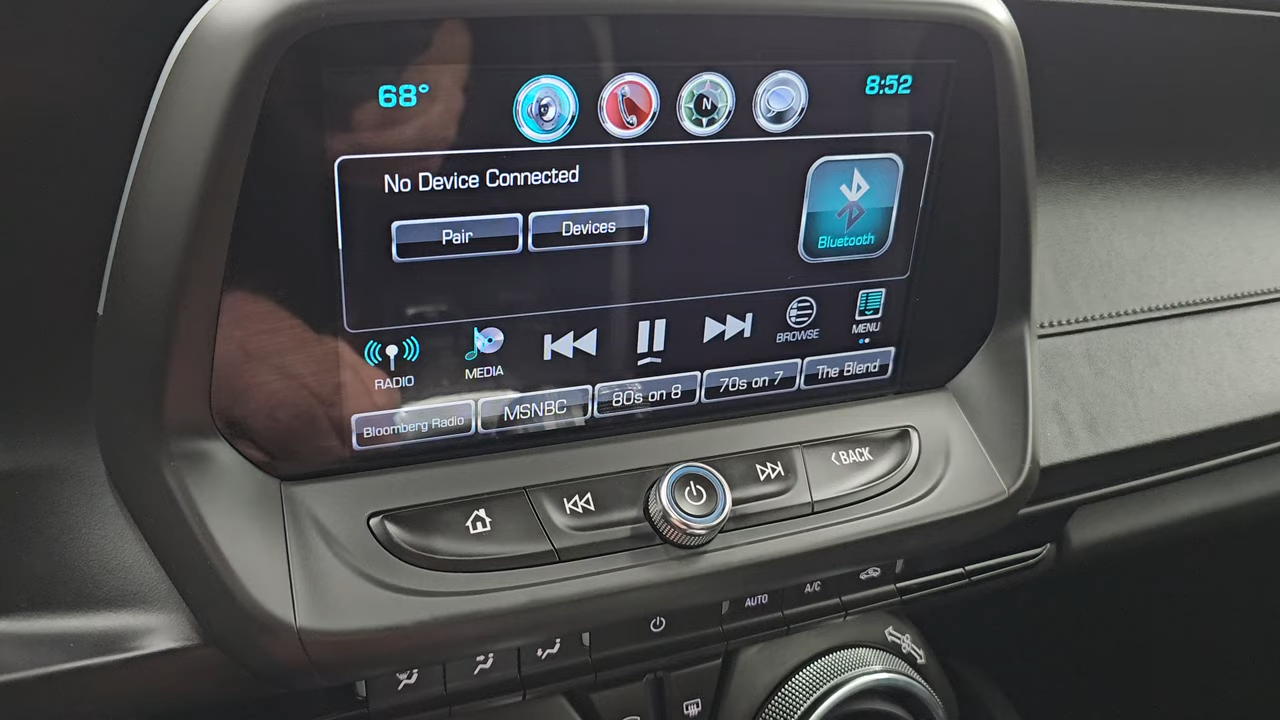 68°
N
8:52
No Device Connected
Pair
Devices
Bluetooth
RADIO
MEDIA
BROWSE
MENU
Bloomberg Radio
MSNBC
80s on 8
70s on 7
The Blend
BACK
AUTO
A/C